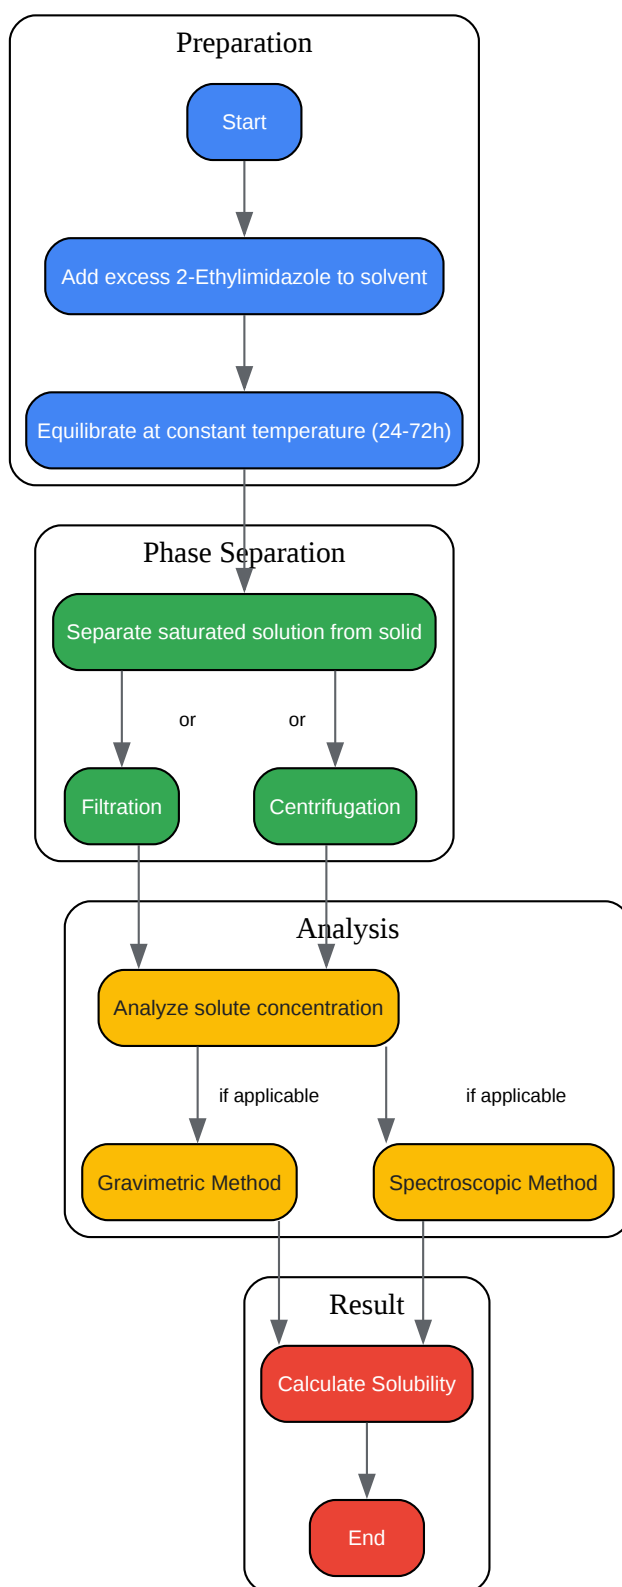 Preparation
Start
Add excess 2-Ethylimidazole to solvent
Equilibrate at constant temperature (24-72h)
Phase Separation
Separate saturated solution from solid
or
or
Filtration
Centrifugation
Analysis
Analyze solute concentration
if applicable
if applicable
Gravimetric Method
Spectroscopic Method
Result
Calculate Solubility
End